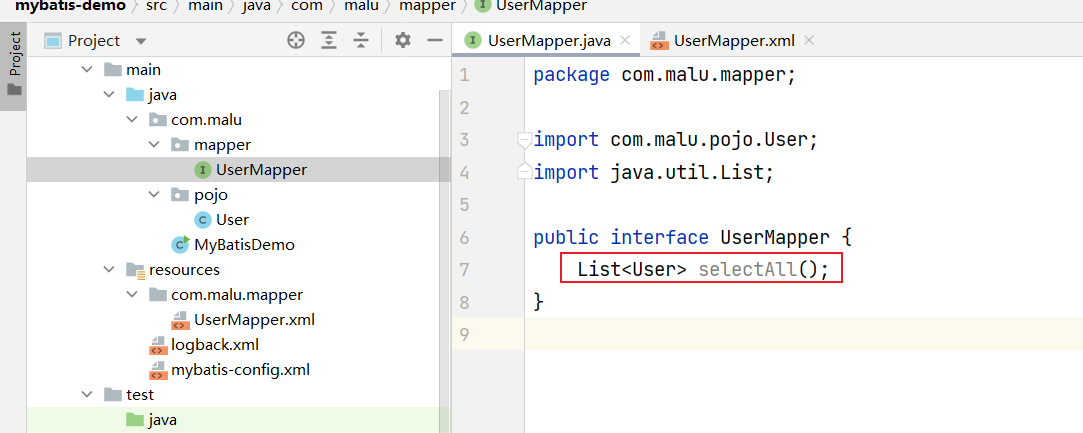 mybatis-demo › src › main › java › com › malu › mapper › UserMapper
Project
Project
main
java
com.malu
mapper
UserMapper
pojo
User
MyBatisDemo
resources
com.malu.mapper
UserMapper.xml
logback.xml
mybatis-config.xml
test
java
UserMapper.java UserMapper.xml
1 package com.malu.mapper;
2
3 import com.malu.pojo.User;
4 import java.util.List;
5
6 public interface UserMapper {
7 List<User> selectAll();
8 }
9